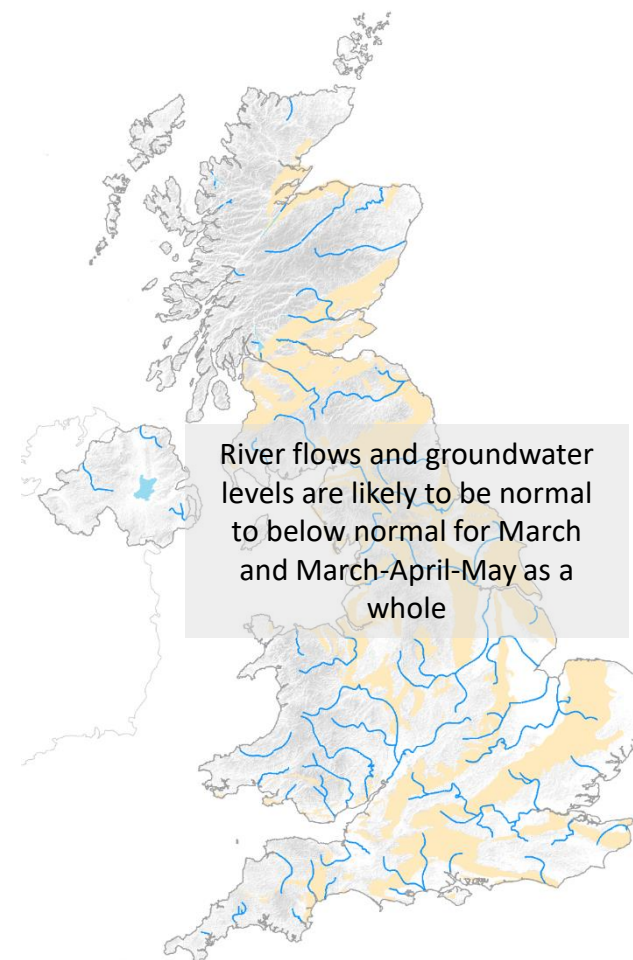 River flows and groundwater
levels are likely to be normal
to below normal for March
and March-April-May as a
whole